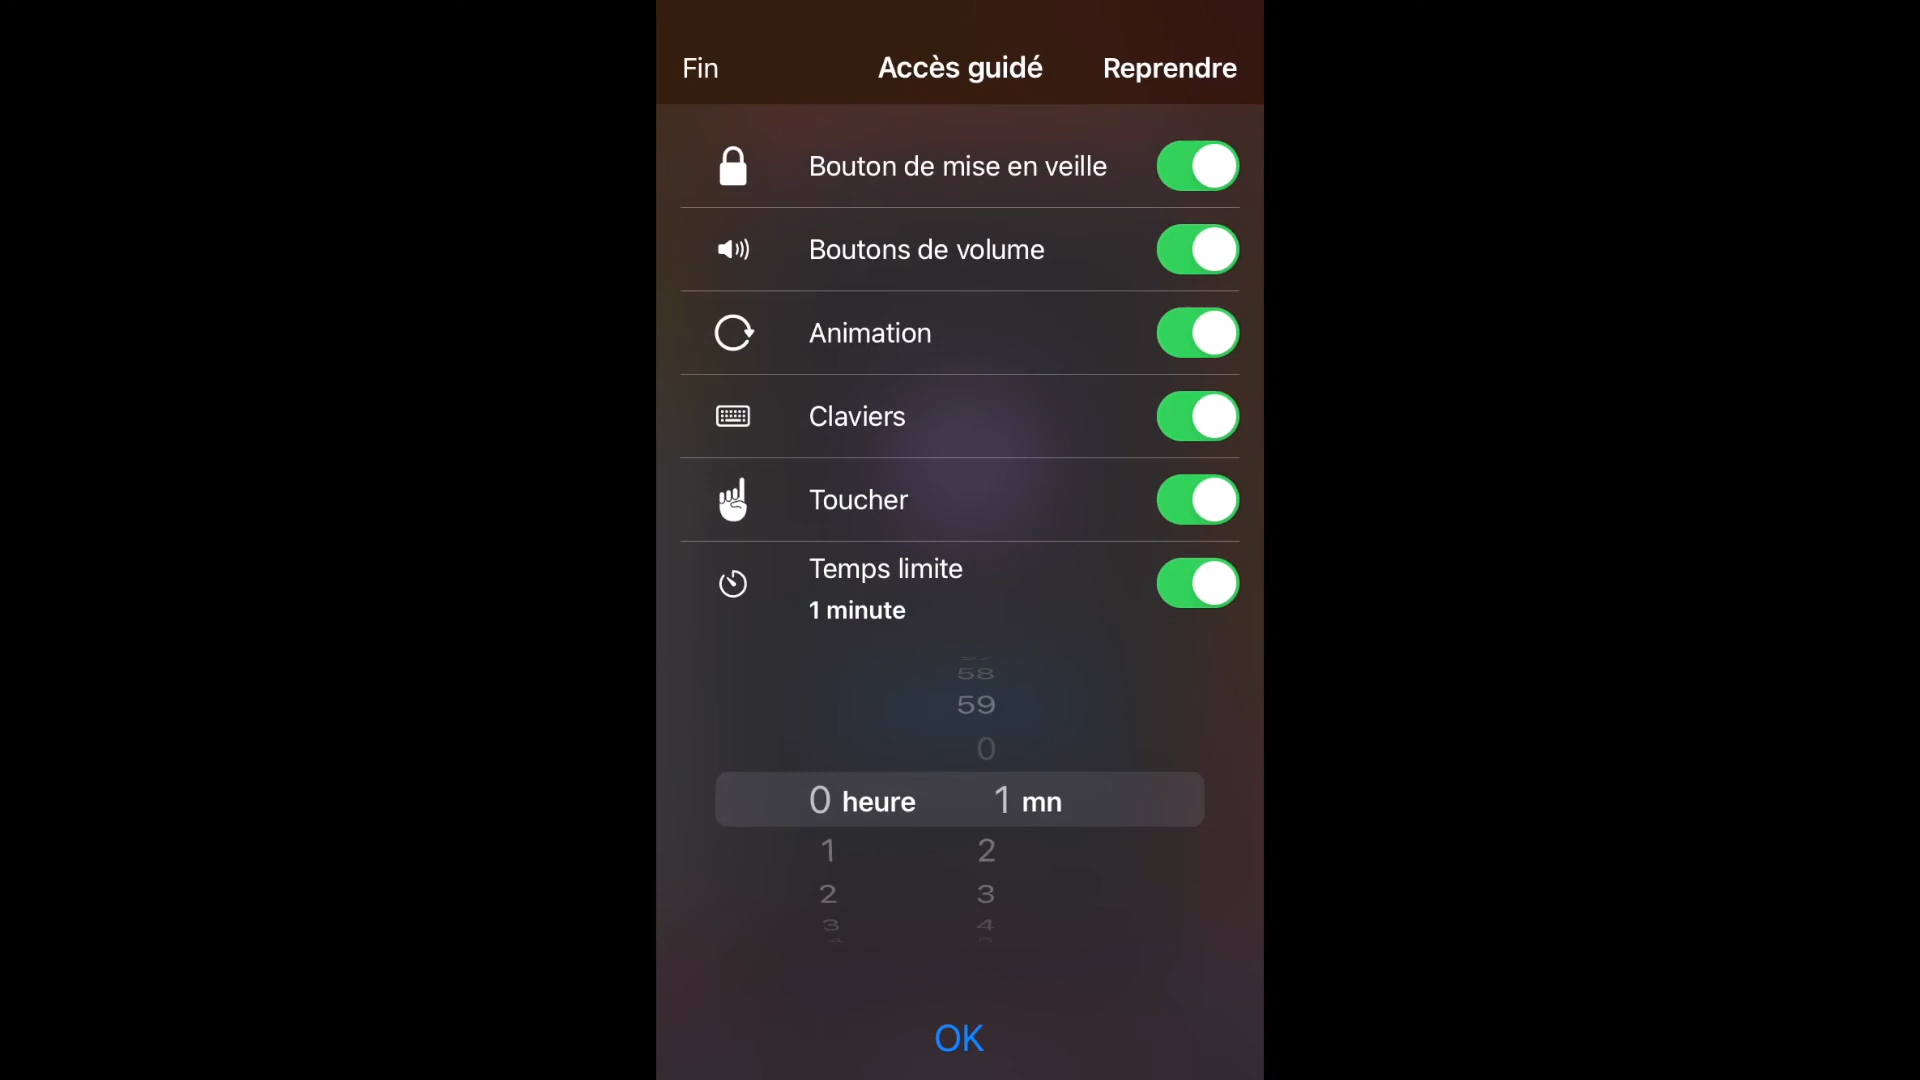 Fin Accès guidé Reprendre
Bouton de mise en veille
Boutons de volume
Animation
Claviers
Toucher
Temps limite
1 minute
58
59
0
0 heure 1 mn
1 2
2 3
3 4
OK